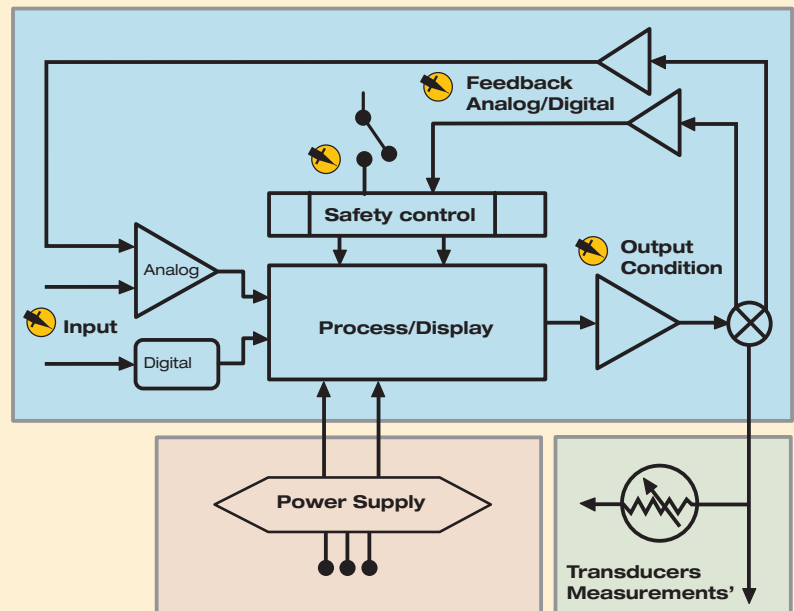 Feedback
Analog/Digital
Safety control
Output
Condition
Analog
Input
Process/Display
Digital
Power Supply
Transducers
Measurements'